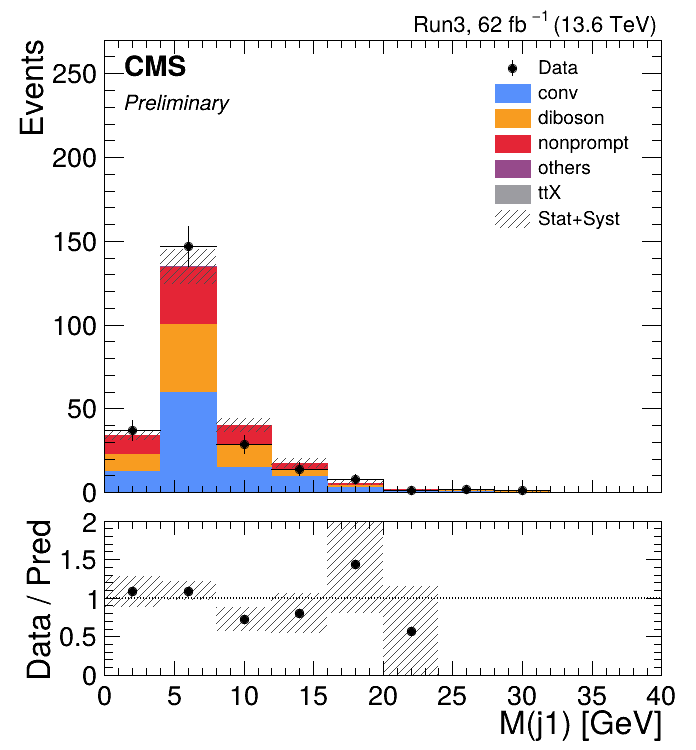 Run3, 62 fb⁻¹ (13.6 TeV)
CMS
Preliminary
Events
250
200
150
100
50
0
Data
conv
diboson
nonprompt
others
ttX
Stat+Syst
Data / Pred
2
1.5
1
0.5
0
0 5 10 15 20 25 30 35 40
M(j1) [GeV]